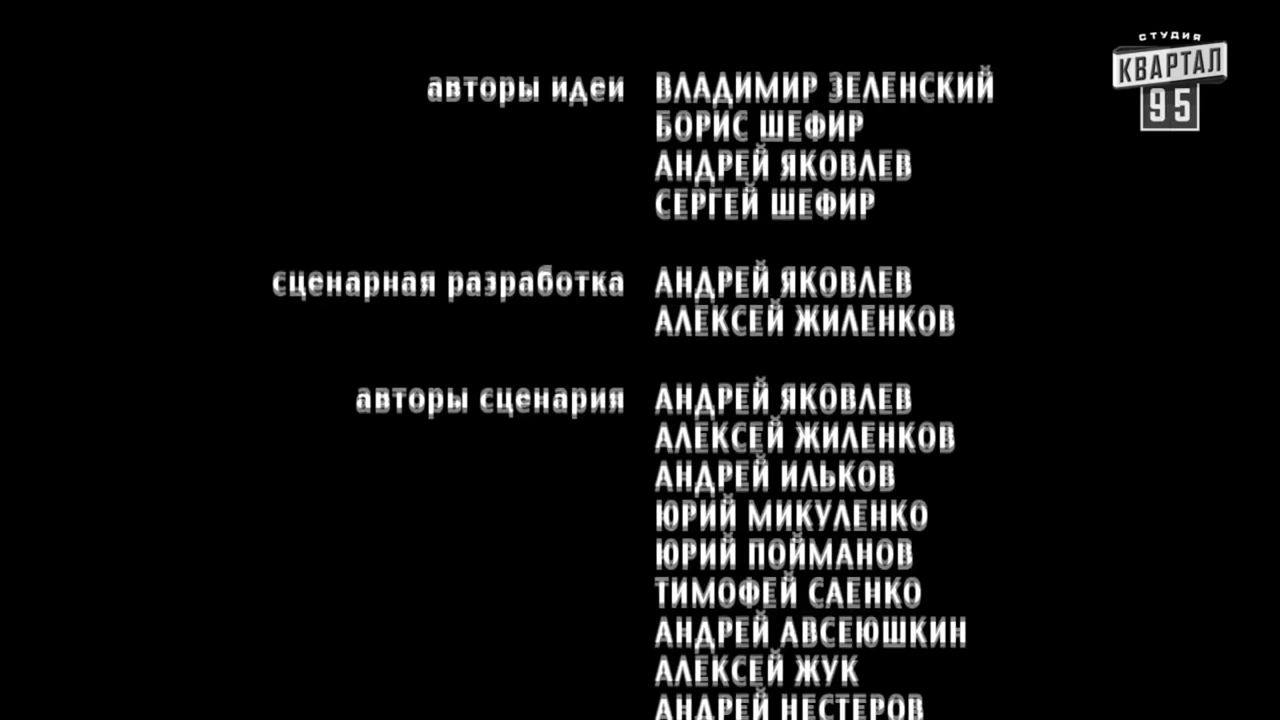 СТУДИЯ
КВАРТАЛ
95
авторы идеи ВЛАДИМИР ЗЕЛЕНСКИЙ
БОРИС ШЕФИР
АНДРЕЙ ЯКОВЛЕВ
СЕРГЕЙ ШЕФИР
сценарная разработка АНДРЕЙ ЯКОВЛЕВ
АЛЕКСЕЙ ЖИЛЕНКОВ
авторы сценария АНДРЕЙ ЯКОВЛЕВ
АЛЕКСЕЙ ЖИЛЕНКОВ
АНДРЕЙ ИЛЬКОВ
ЮРИЙ МИКУЛЕНКО
ЮРИЙ ПОЙМАНОВ
ТИМОФЕЙ САЕНКО
АНДРЕЙ АВСЕЮШКИН
АЛЕКСЕЙ ЖУК
АНДРЕЙ НЕСТЕРОВ